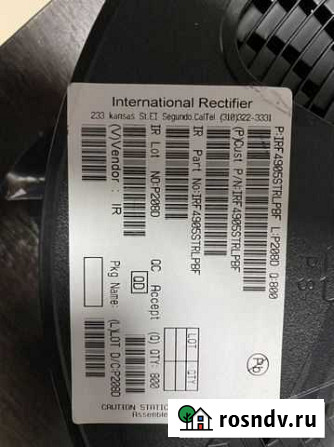 International Rectifier
233 kansas St.El Segundo.CalTel (310)322-3331
P:IRF4905STRLPBF L:P208D Q:800
(P)Cust P/N:IRF4905STRLPBF
IR Part No:IRF4905STRLPBF
IR Lot NO:P208D
(V)Vendor: IR
QC Accept
QD
(Q) QTY: 800
Pkg Name:
(L)LOT D/C:P208D
LOT QTY
Pb
CAUTION STATIC
Assemble
rosndv.ru